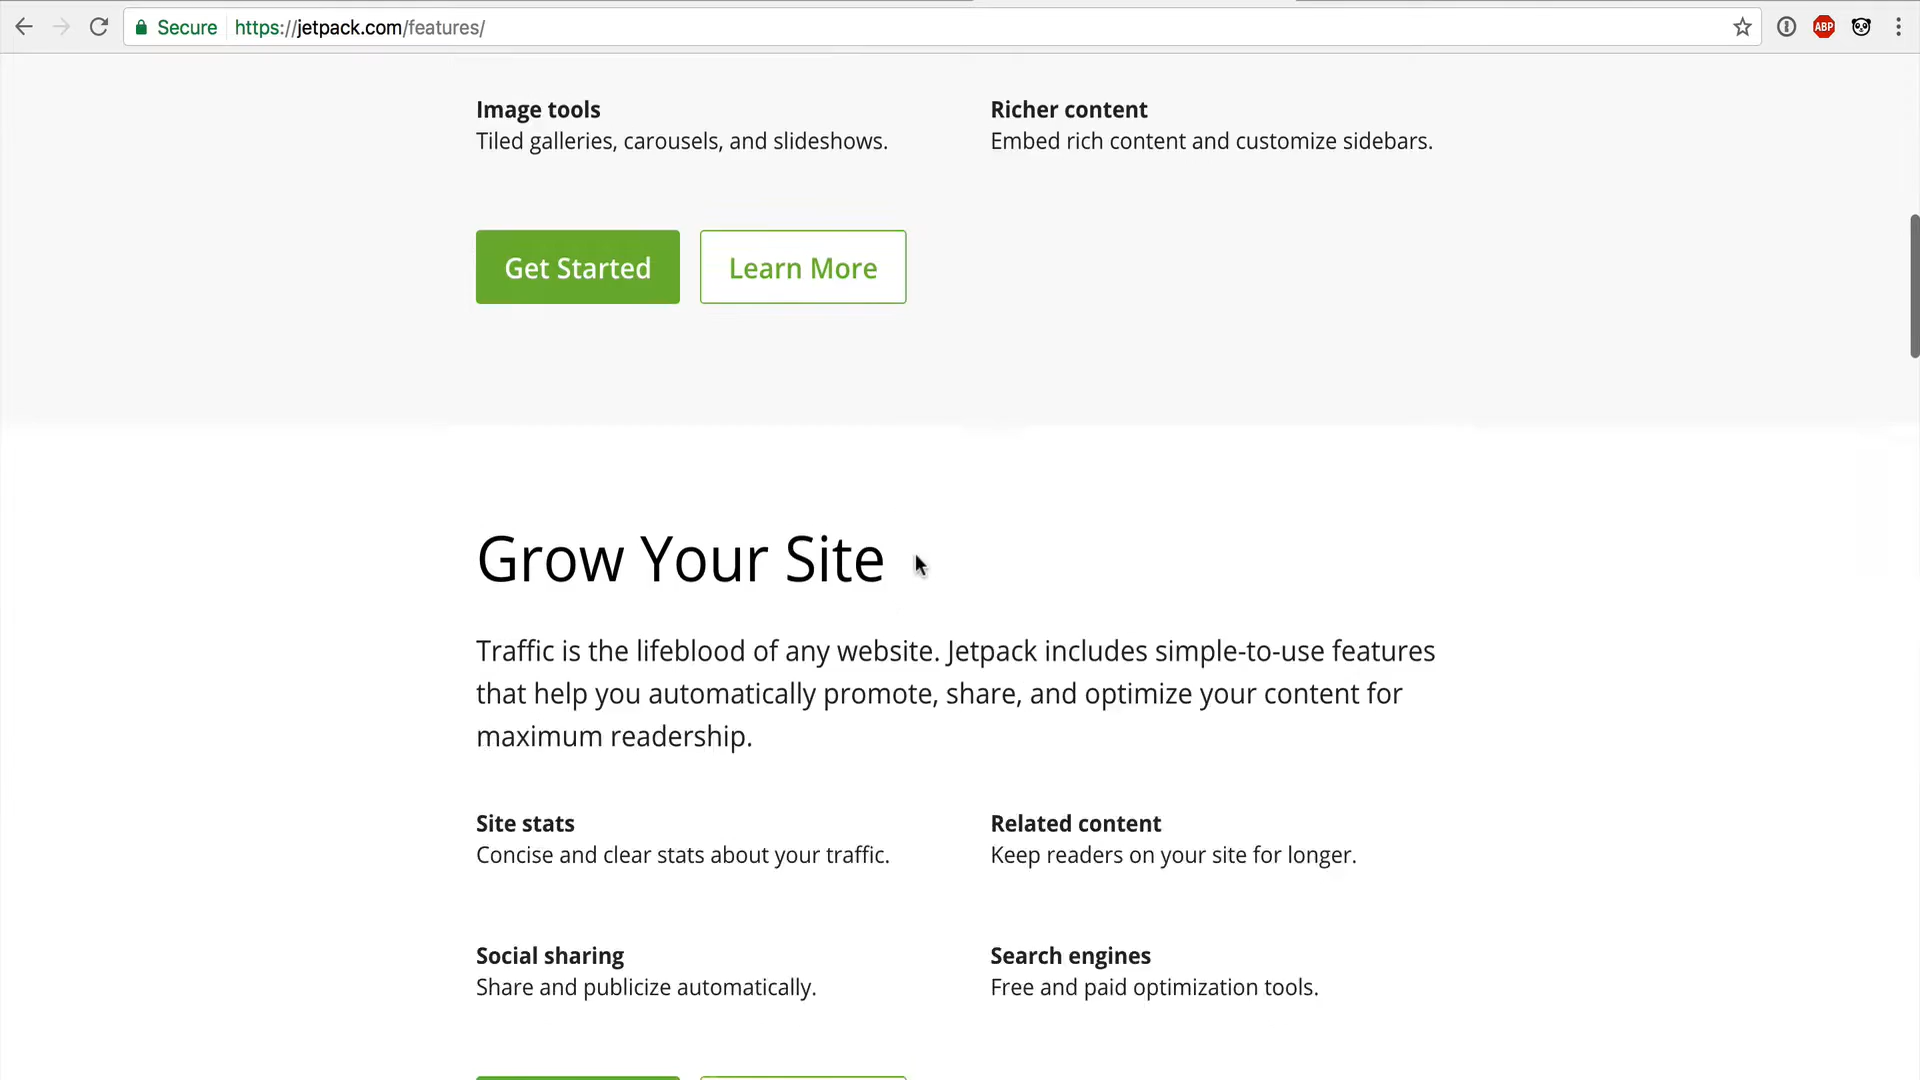 Secure https://jetpack.com/features/
ABP
Image tools
Tiled galleries, carousels, and slideshows.
Richer content
Embed rich content and customize sidebars.
Get Started
Learn More
Grow Your Site
Traffic is the lifeblood of any website. Jetpack includes simple-to-use features
that help you automatically promote, share, and optimize your content for
maximum readership.
Site stats
Concise and clear stats about your traffic.
Related content
Keep readers on your site for longer.
Social sharing
Share and publicize automatically.
Search engines
Free and paid optimization tools.